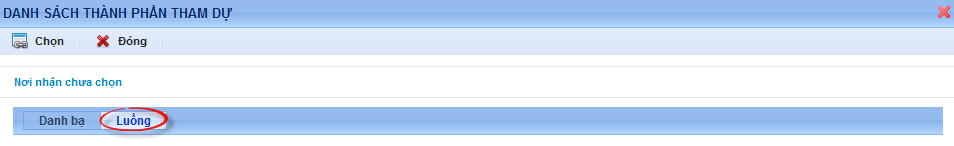 DANH SÁCH THÀNH PHẦN THAM DỰ
Chọn Đóng
Nơi nhận chưa chọn
Danh bạ Luồng